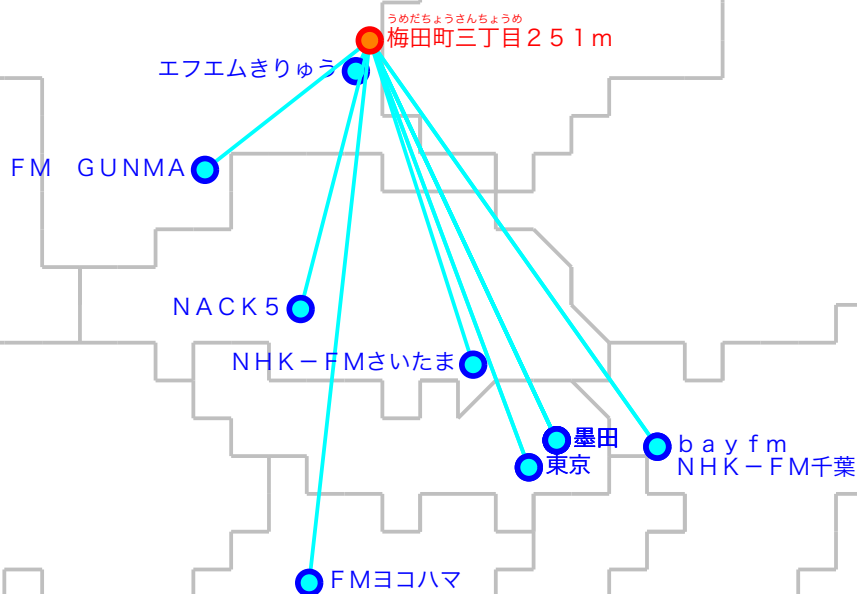 うめだちょうさんちょうめ
梅田町三丁目２５１ｍ
エフエムきりゅう
ＦＭ　ＧＵＮＭＡ
ＮＡＣＫ５
ＮＨＫ－ＦＭさいたま
墨田
ｂａｙｆｍ
東京
ＮＨＫ－ＦＭ千葉
ＦＭヨコハマ